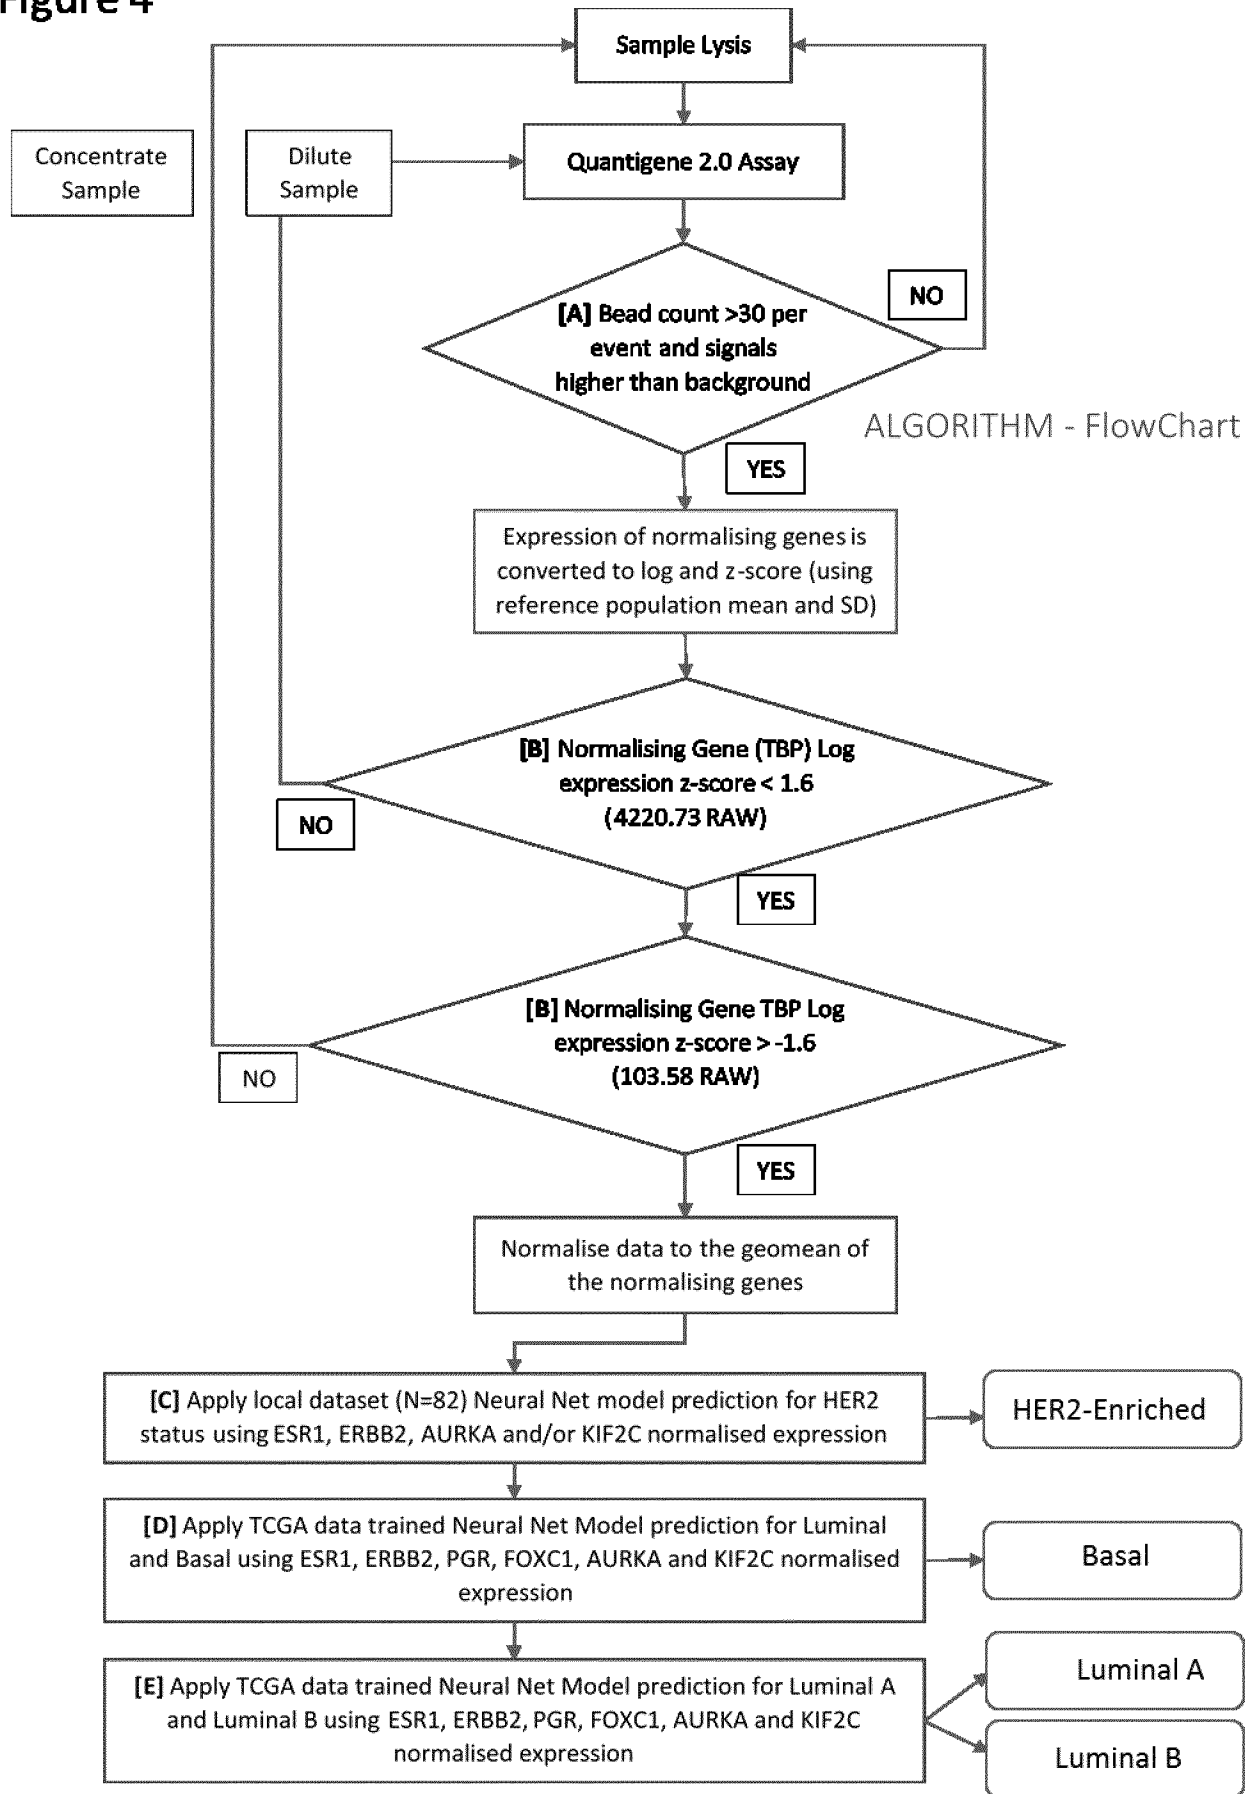 Figure 4
Sample Lysis
Concentrate
Sample
Dilute
Sample
Quantigene 2.0 Assay
[A] Bead count >30 per
event and signals
higher than background
NO
ALGORITHM - FlowChart
YES
Expression of normalising genes is
converted to log and z-score (using
reference population mean and SD)
[B] Normalising Gene (TBP) Log
expression z-score < 1.6
(4220.73 RAW)
NO
YES
[B] Normalising Gene TBP Log
expression z-score > -1.6
(103.58 RAW)
NO
YES
Normalise data to the geomean of
the normalising genes
[C] Apply local dataset (N=82) Neural Net model prediction for HER2
status using ESR1, ERBB2, AURKA and/or KIF2C normalised expression
HER2-Enriched
[D] Apply TCGA data trained Neural Net Model prediction for Luminal
and Basal using ESR1, ERBB2, PGR, FOXC1, AURKA and KIF2C normalised
expression
Basal
[E] Apply TCGA data trained Neural Net Model prediction for Luminal A
and Luminal B using ESR1, ERBB2, PGR, FOXC1, AURKA and KIF2C
normalised expression
Luminal A
Luminal B